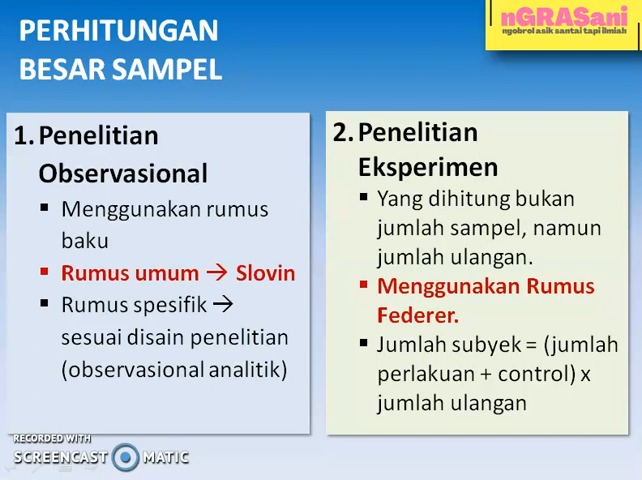 PERHITUNGAN
BESAR SAMPEL
nGRASani
ngobrol asik santai tapi ilmiah
1. Penelitian
Observasional
▪ Menggunakan rumus
baku
▪ Rumus umum → Slovin
▪ Rumus spesifik →
sesuai disain penelitian
(observasional analitik)
2. Penelitian
Eksperimen
▪ Yang dihitung bukan
jumlah sampel, namun
jumlah ulangan.
▪ Menggunakan Rumus
Federer.
▪ Jumlah subyek = (jumlah
perlakuan + control) x
jumlah ulangan
RECORDED WITH
SCREENCAST MATIC